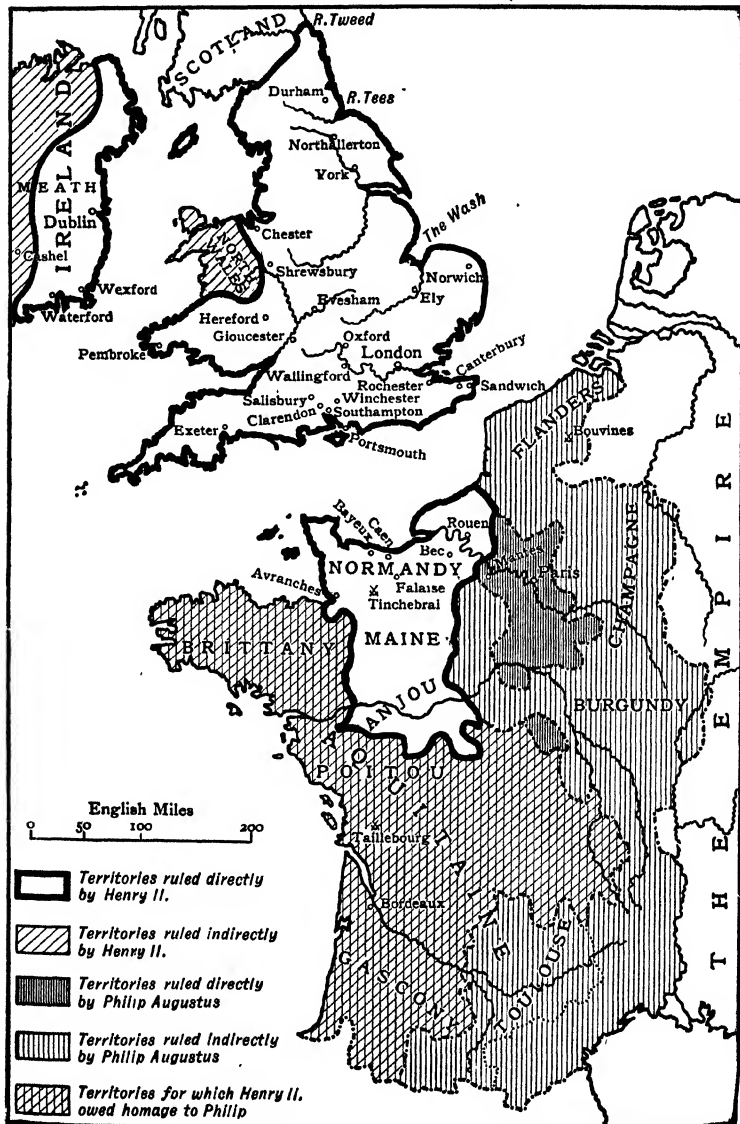 R. Tweed
SCOTLAND
Durham
R. Tees
IRELAND
Northallerton
York
MEATH
Dublin
The Wash
Chester
Cashel
NORTH WALES
Shrewsbury
Norwich
Ely
Wexford
Waterford
Evesham
Hereford
Gloucester
Oxford
London
Canterbury
Pembroke
Wallingford
Rochester
Sandwich
Salisbury
Winchester
Clarendon
Southampton
Exeter
Portsmouth
FLANDERS
Bouvines
THE EMPIRE
Bayeux
Caen
Rouen
Bec
Mantes
Paris
CHAMPAGNE
NORMANDY
Avranches
Falaise
Tinchebrai
BRITTANY
MAINE
ANJOU
BURGUNDY
AQUITAINE
POITOU
English Miles
0 50 100 200
Taillebourg
Bordeaux
GASCONY
TOULOUSE
Territories ruled directly
by Henry II.
Territories ruled indirectly
by Henry II.
Territories ruled directly
by Philip Augustus
Territories ruled indirectly
by Philip Augustus
Territories for which Henry II.
owed homage to Philip